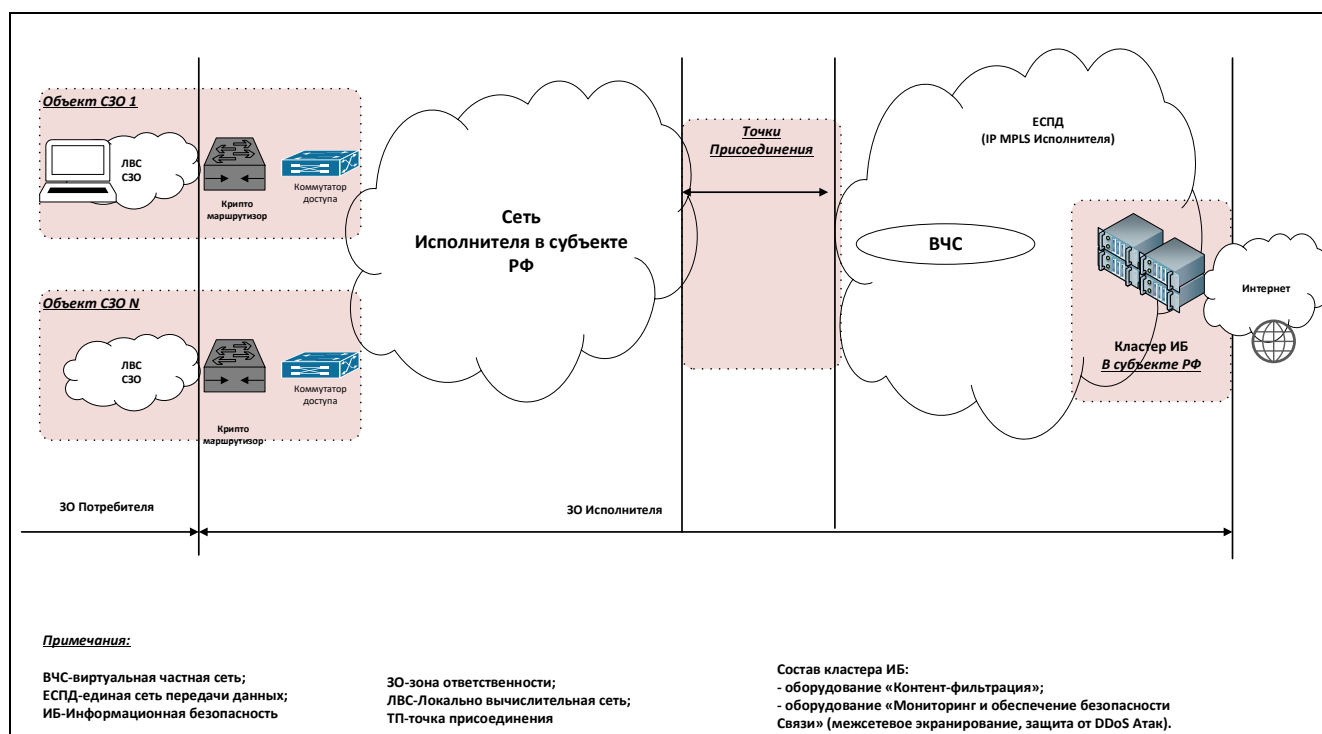 Объект СЗО 1
ЛВС
СЗО
Крипто
маршрутизор
Коммутатор
доступа
Объект СЗО N
ЛВС
СЗО
Крипто
маршрутизор
Коммутатор
доступа
Сеть
Исполнителя в субъекте
РФ
Точки
Присоединения
ЕСПД
(IP MPLS Исполнителя)
ВЧС
Кластер ИБ
В субъекте РФ
Интернет
ЗО Потребителя
ЗО Исполнителя
Примечания:
ВЧС-виртуальная частная сеть;
ЕСПД-единая сеть передачи данных;
ИБ-Информационная безопасность
ЗО-зона ответственности;
ЛВС-Локально вычислительная сеть;
ТП-точка присоединения
Состав кластера ИБ:
- оборудование «Контент-фильтрация»;
- оборудование «Мониторинг и обеспечение безопасности
Связи» (межсетевое экранирование, защита от DDoS Атак).